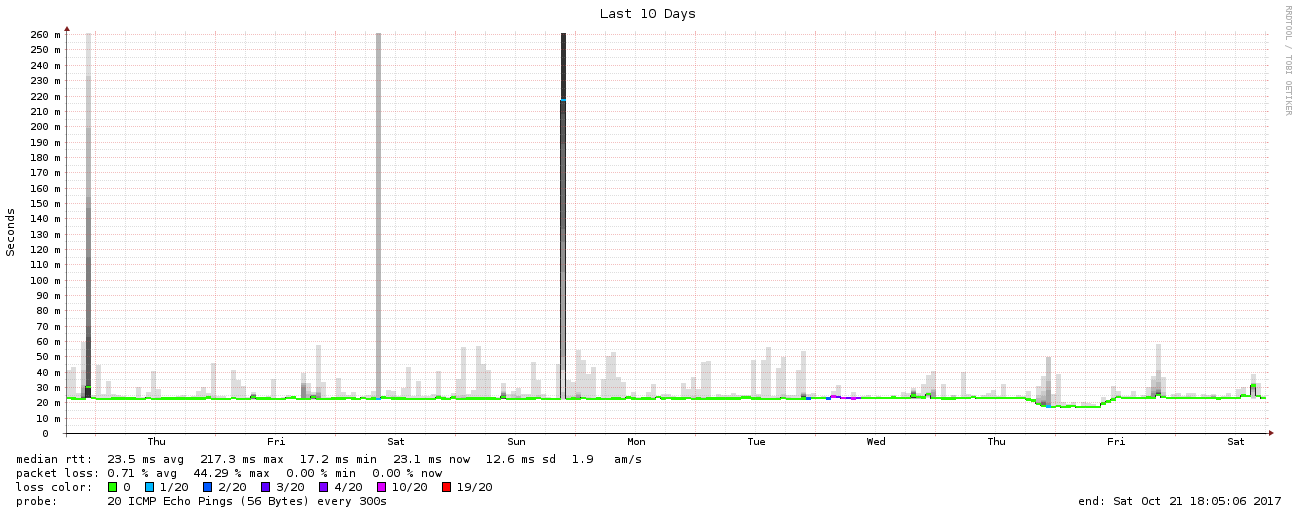 Last 10 Days
RRDTOOL / TOBI OETIKER
Seconds
260 m
250 m
240 m
230 m
220 m
210 m
200 m
190 m
180 m
170 m
160 m
150 m
140 m
130 m
120 m
110 m
100 m
90 m
80 m
70 m
60 m
50 m
40 m
30 m
20 m
10 m
0
Thu Fri Sat Sun Mon Tue Wed Thu Fri Sat
median rtt: 23.5 ms avg 217.3 ms max 17.2 ms min 23.1 ms now 12.6 ms sd 1.9 am/s
packet loss: 0.71 % avg 44.29 % max 0.00 % min 0.00 % now
loss color: 0 1/20 2/20 3/20 4/20 10/20 19/20
probe: 20 ICMP Echo Pings (56 Bytes) every 300s end: Sat Oct 21 18:05:06 2017